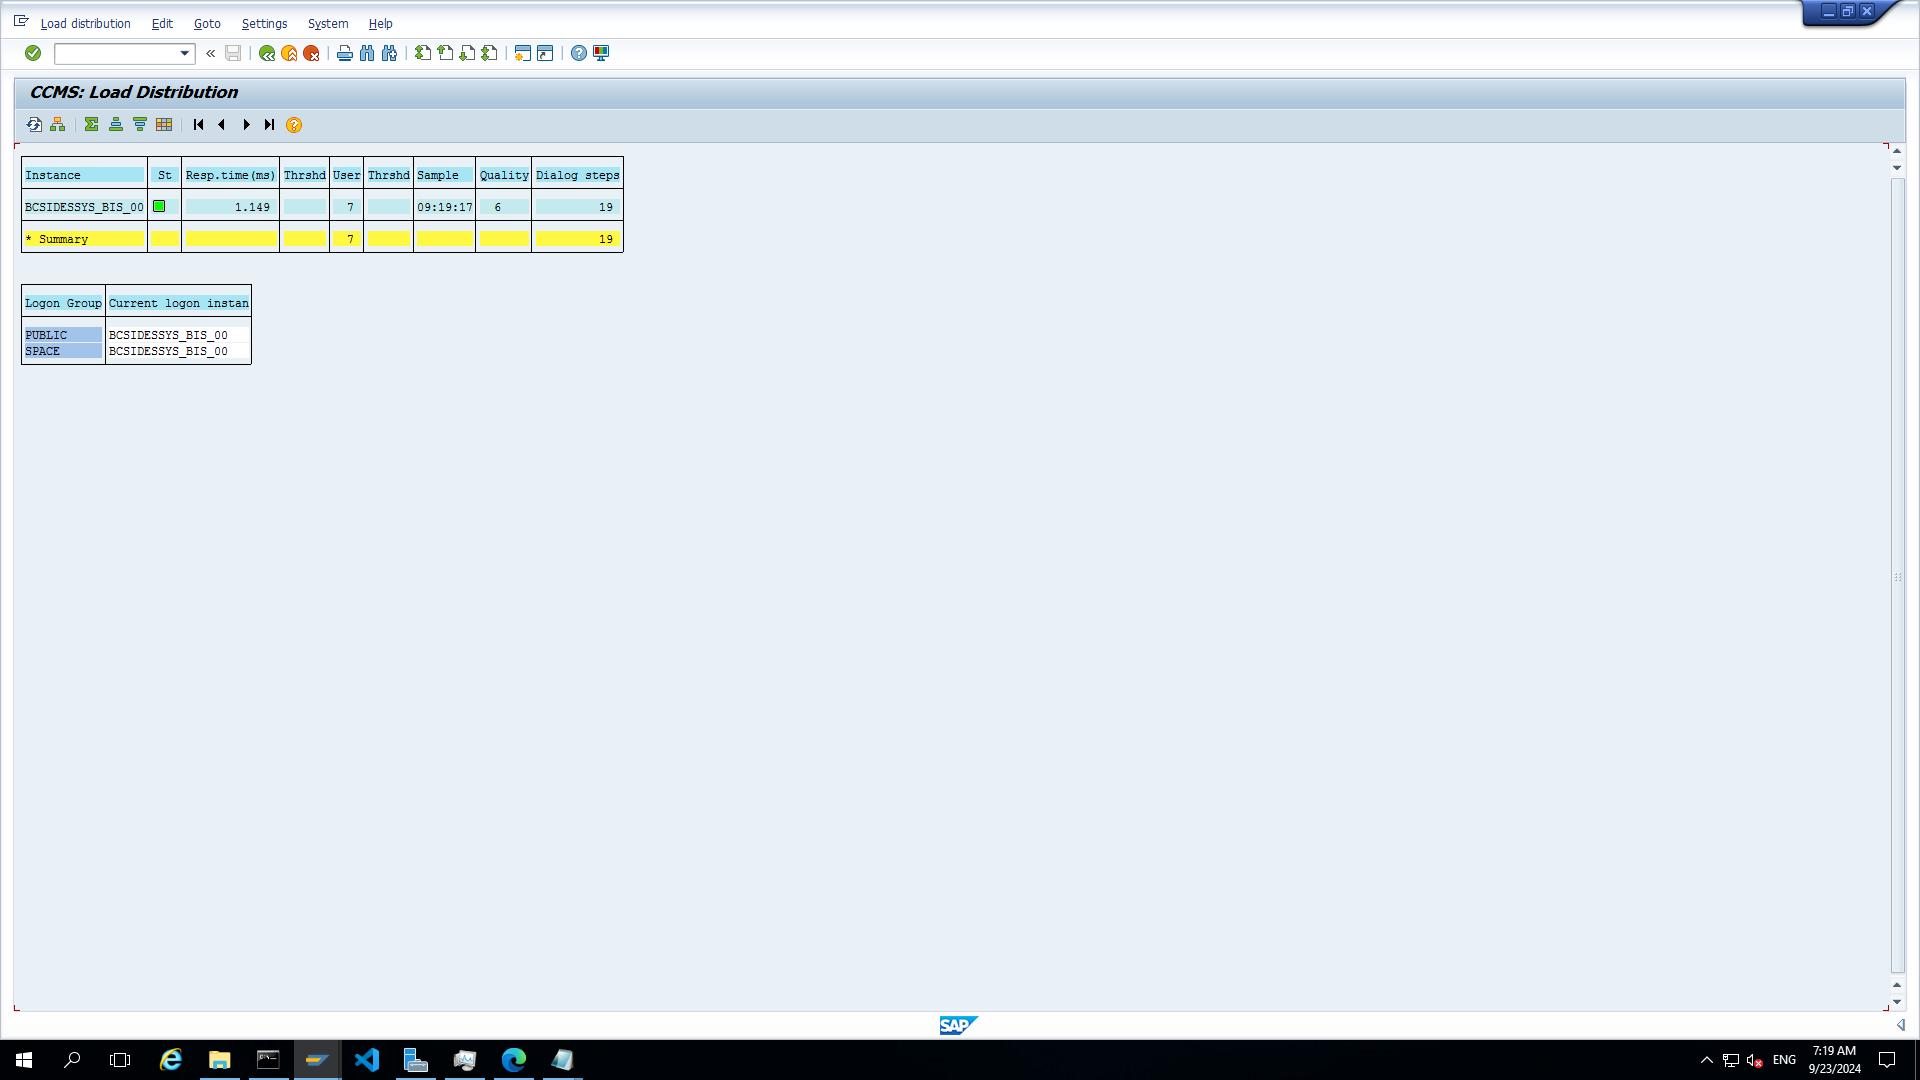 Load distribution Edit Goto Settings System Help
CCMS: Load Distribution
Instance St Resp.time(ms) Thrshd User Thrshd Sample Quality Dialog steps
BCSIDESSYS_BIS_00 1.149 7 09:19:17 6 19
* Summary 7 19
Logon Group Current logon instan
PUBLIC BCSIDESSYS_BIS_00
SPACE BCSIDESSYS_BIS_00
SAP
ENG
7:19 AM
9/23/2024